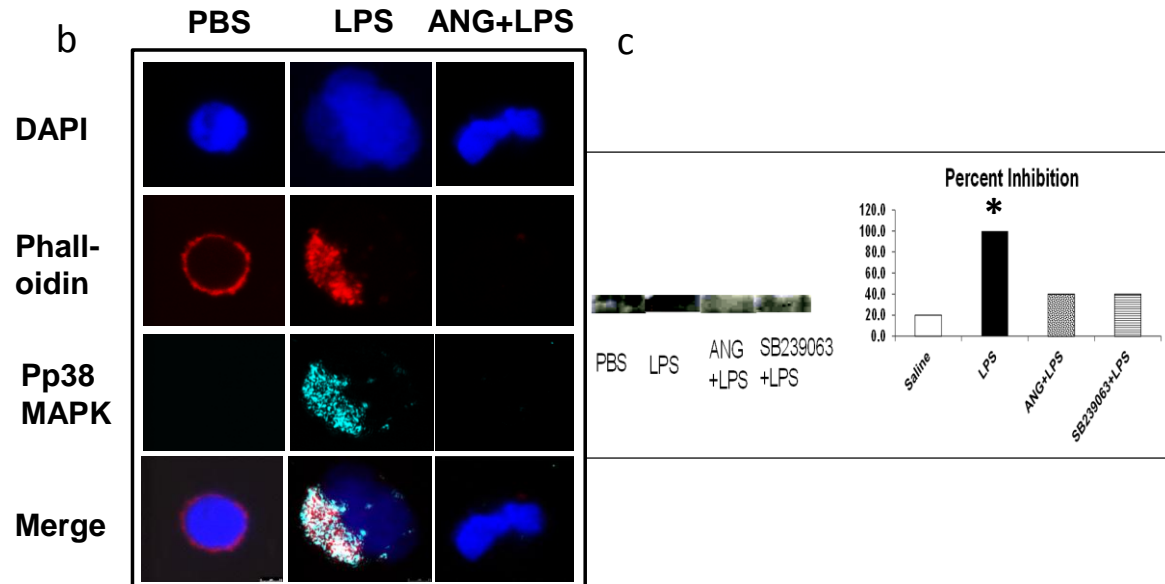 b
PBS LPS ANG+LPS
DAPI
Phall-
oidin
Pp38
MAPK
Merge
c
PBS
LPS
ANG
+LPS
SB239063
+LPS
Percent Inhibition
*
120.0
100.0
80.0
60.0
40.0
20.0
0.0
Saline
LPS
ANG+LPS
SB239063+LPS